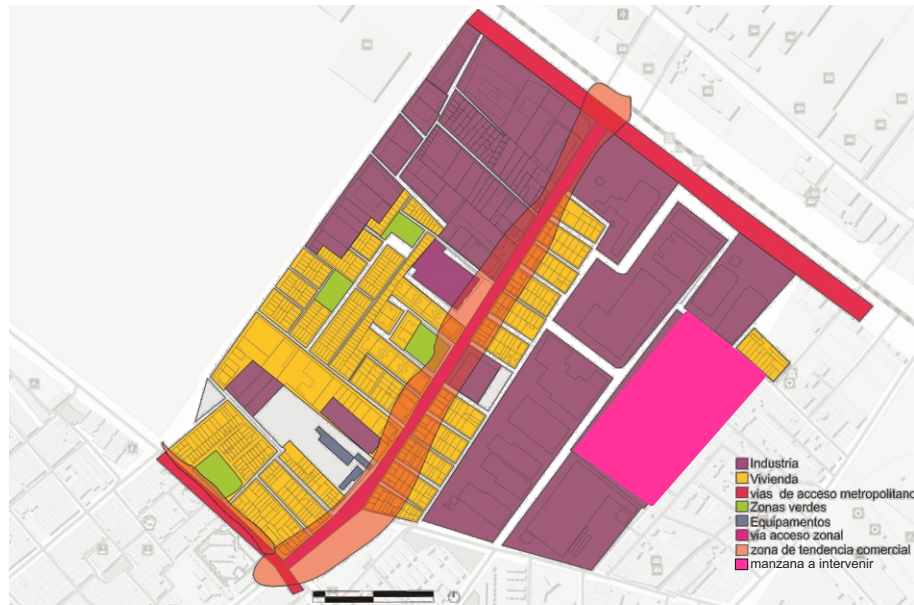 Industria
Vivienda
vias de acceso metropolitano
Zonas verdes
Equipamentos
via acceso zonal
zona de tendencia comercial
manzana a intervenir